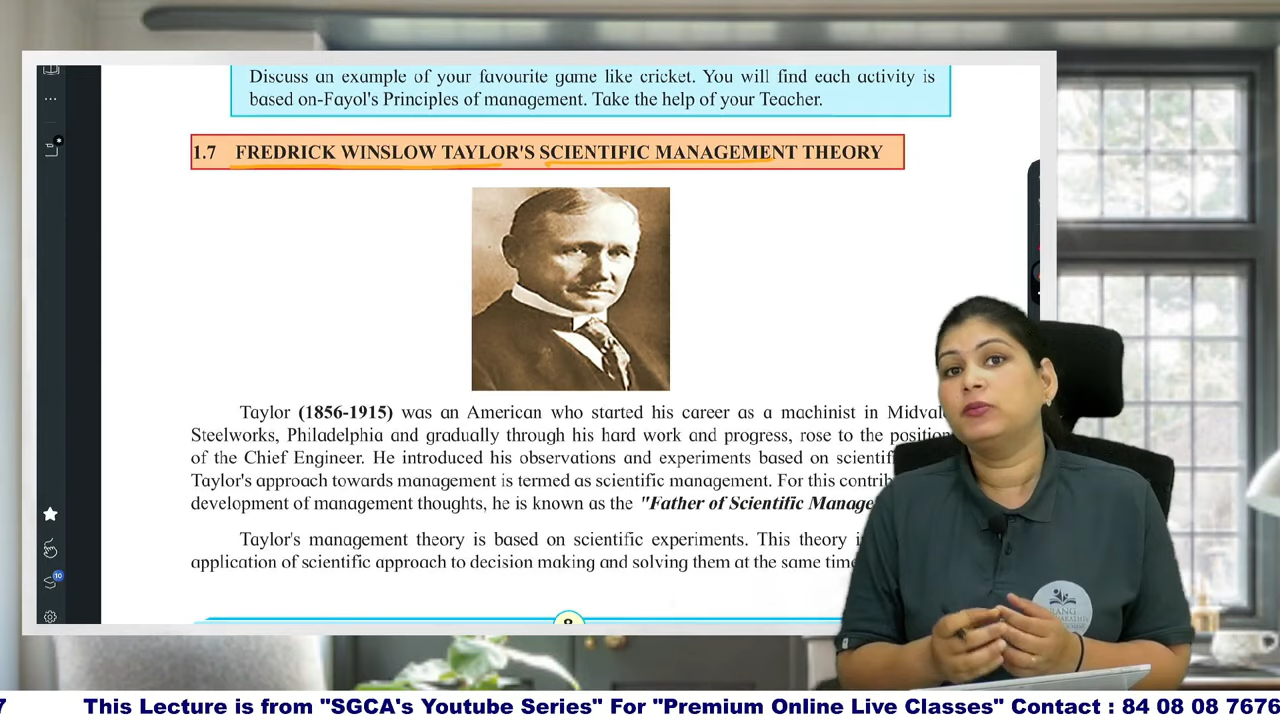 Discuss an example of your favourite game like cricket. You will find each activity is
based on-Fayol's Principles of management. Take the help of your Teacher.
1.7 FREDRICK WINSLOW TAYLOR'S SCIENTIFIC MANAGEMENT THEORY
Taylor (1856-1915) was an American who started his career as a machinist in
Steelworks, Philadelphia and gradually through his hard work and progress, rose to the position
of the Chief Engineer. He introduced his observations and experiments based on
Taylor's approach towards management is termed as scientific management. For this
development of management thoughts, he is known as the "Father of Scientific
Taylor's management theory is based on scientific experiments. This theory
application of scientific approach to decision making and solving them at the same time
10
This Lecture is from "SGCA's Youtube Series" For "Premium Online Live Classes" Contact : 84 08 08 7676